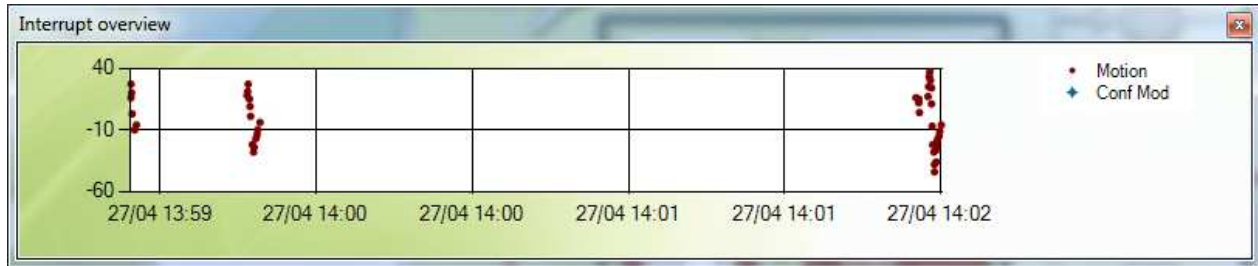 Interrupt overview
40
-10
-60
27/04 13:59 27/04 14:00 27/04 14:00 27/04 14:01 27/04 14:01 27/04 14:02
Motion
Conf Mod